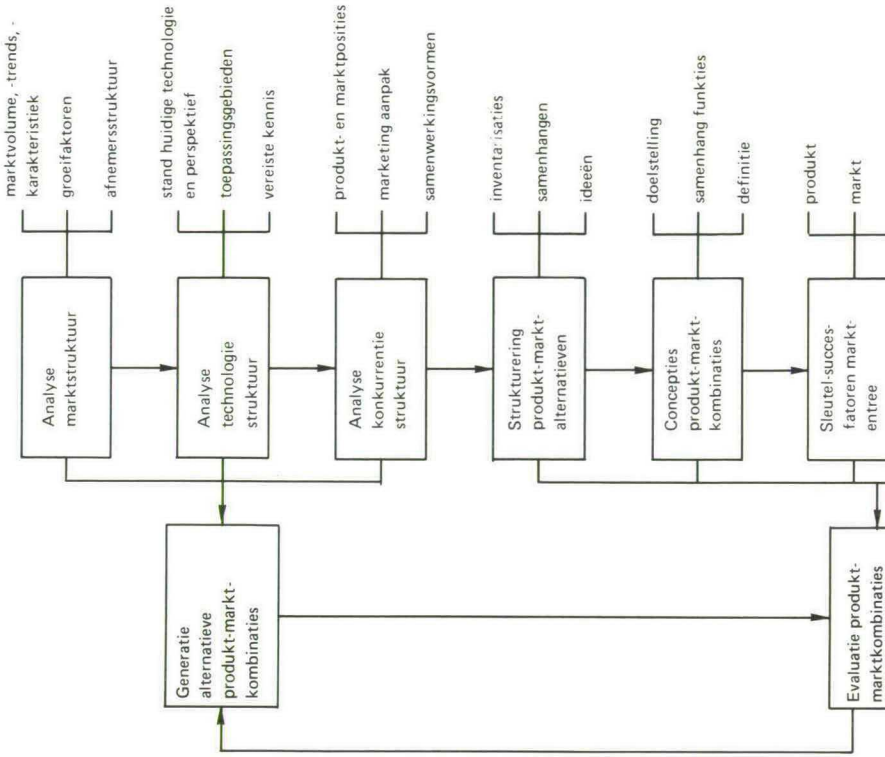 marktvolume, -trends, -
karakteristiek
groeifaktoren
afnemersstruktuur
Analyse
marktstruktuur
stand huidige technologie
en perspektief
toepassingsgebieden
vereiste kennis
Analyse
technologie
struktuur
Generatie
alternatieve
produkt-markt-
kombinaties
produkt- en marktposities
marketing aanpak
samenwerkingsvormen
Analyse
konkurrentie
struktuur
inventarisaties
samenhangen
ideeën
Strukturering
produkt-markt-
alternatieven
doelstelling
samenhang funkties
definitie
Concepties
produkt-markt-
kombinaties
produkt
markt
Sleutel-succes-
fatoren markt-
entree
Evaluatie produkt-
marktkombinaties